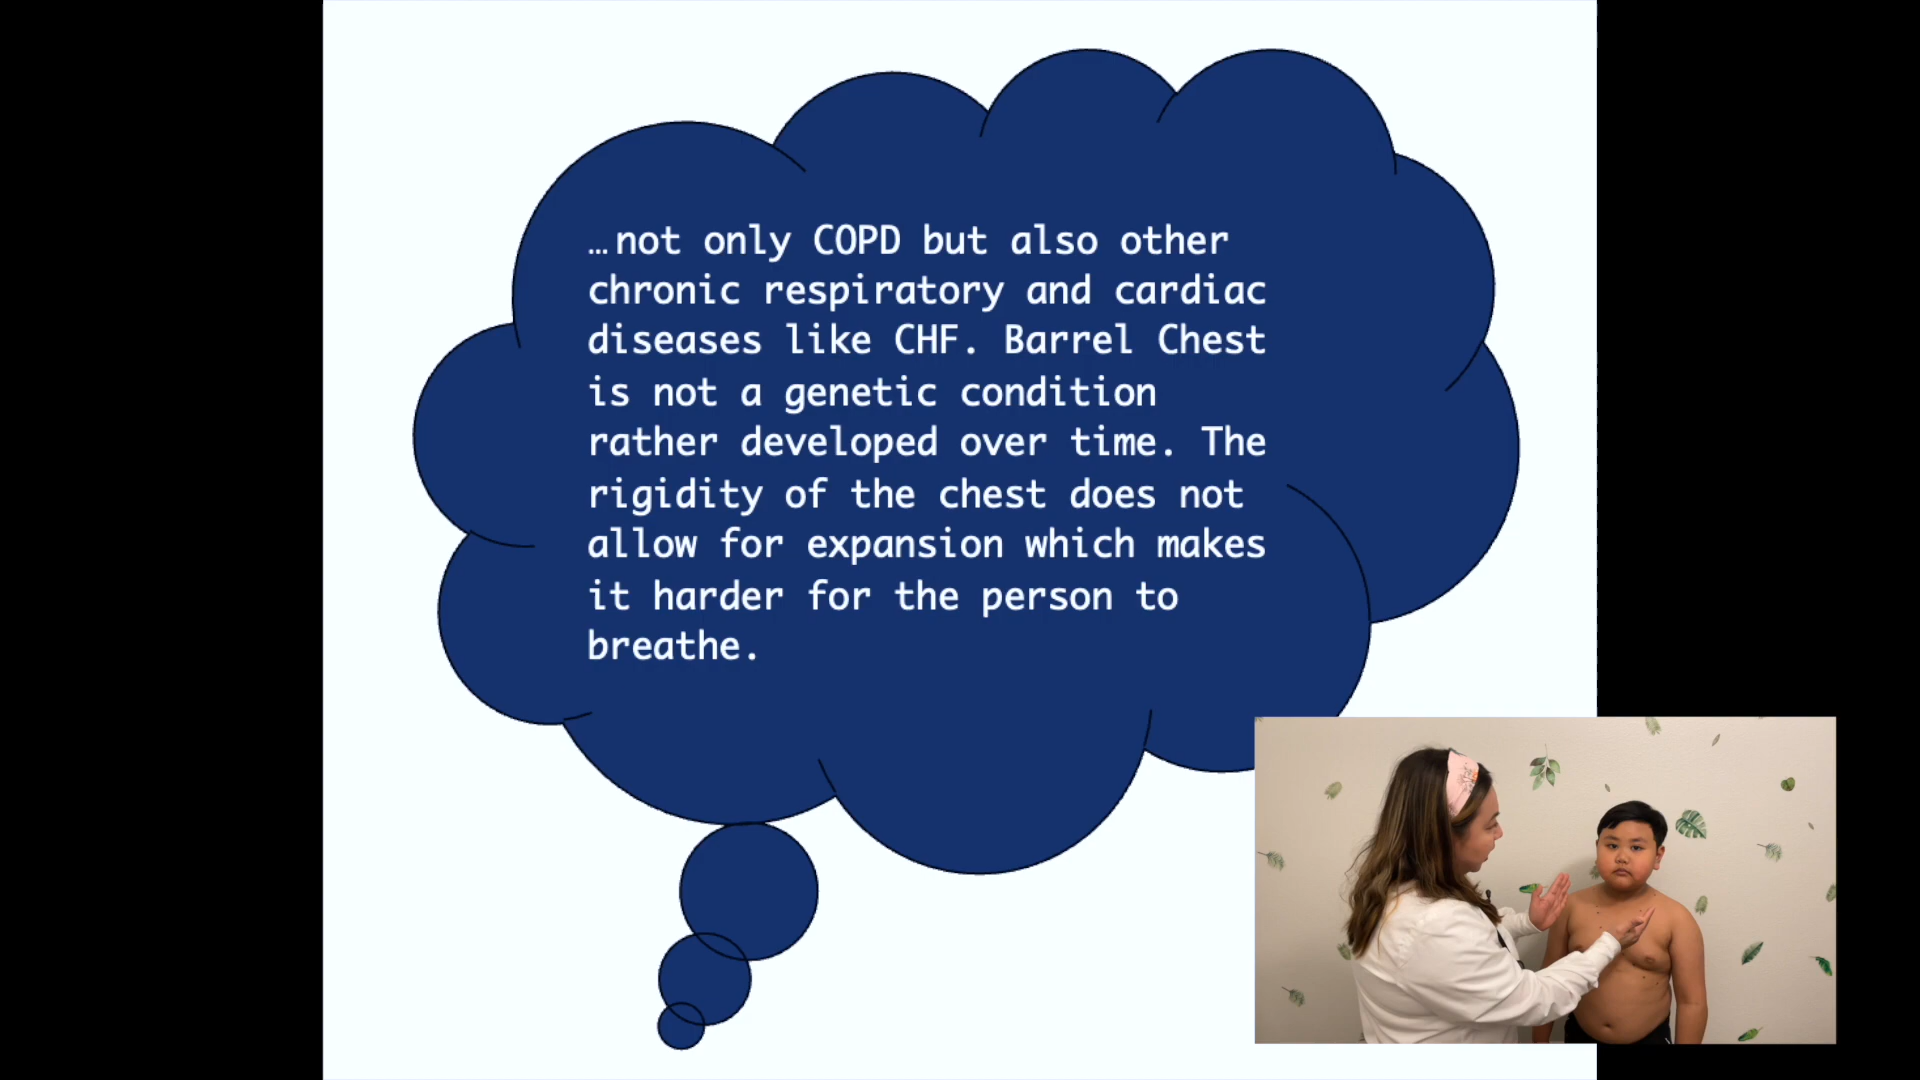 …not only COPD but also other
chronic respiratory and cardiac
diseases like CHF. Barrel Chest
is not a genetic condition
rather developed over time. The
rigidity of the chest does not
allow for expansion which makes
it harder for the person to
breathe.